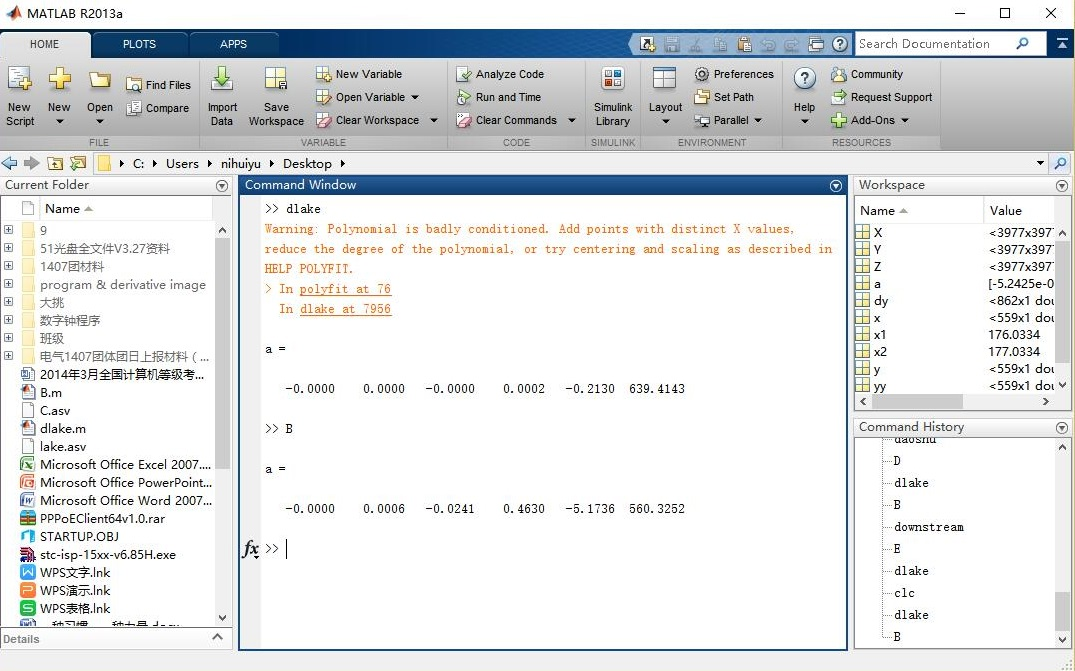 MATLAB R2013a
HOME PLOTS APPS Search Documentation
New Script New Open Find Files Compare
FILE
Import Data Save Workspace New Variable Open Variable Clear Workspace
VARIABLE
Analyze Code Run and Time Clear Commands
CODE
Simulink Library
SIMULINK
Layout Preferences Set Path Parallel
ENVIRONMENT
Help Community Request Support Add-Ons
RESOURCES
C: Users nihuiyu Desktop
Current Folder
Name
9
51光盘全文件V3.27资料
1407团材料
program & derivative image
大挑
数字钟程序
班级
电气1407团体团日上报材料（...
2014年3月全国计算机等级考...
B.m
C.asv
dlake.m
lake.asv
Microsoft Office Excel 2007....
Microsoft Office PowerPoint...
Microsoft Office Word 2007...
PPPoEClient64v1.0.rar
STARTUP.OBJ
stc-isp-15xx-v6.85H.exe
WPS文字.lnk
WPS演示.lnk
WPS表格.lnk
Details
Command Window
>> dlake
Warning: Polynomial is badly conditioned. Add points with distinct X values,
reduce the degree of the polynomial, or try centering and scaling as described in
HELP POLYFIT.
> In polyfit at 76
In dlake at 7956
a =
-0.0000 0.0000 -0.0000 0.0002 -0.2130 639.4143
>> B
a =
-0.0000 0.0006 -0.0241 0.4630 -5.1736 560.3252
fx >>
Workspace
Name Value
X <3977x397
Y <3977x397
Z <3977x397
a [-5.2425e-0
dy <862x1 dou
x <559x1 dou
x1 176.0334
x2 177.0334
y <559x1 dou
yy <559x1 dou
Command History
daoshu
D
dlake
B
downstream
E
dlake
clc
dlake
B